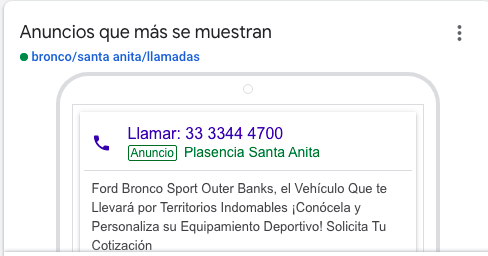 Anuncios que más se muestran
bronco/santa anita/llamadas
Llamar: 33 3344 4700
Anuncio Plasencia Santa Anita
Ford Bronco Sport Outer Banks, el Vehículo Que te
Llevará por Territorios Indomables ¡Conócela y
Personaliza su Equipamiento Deportivo! Solicita Tu
Cotización